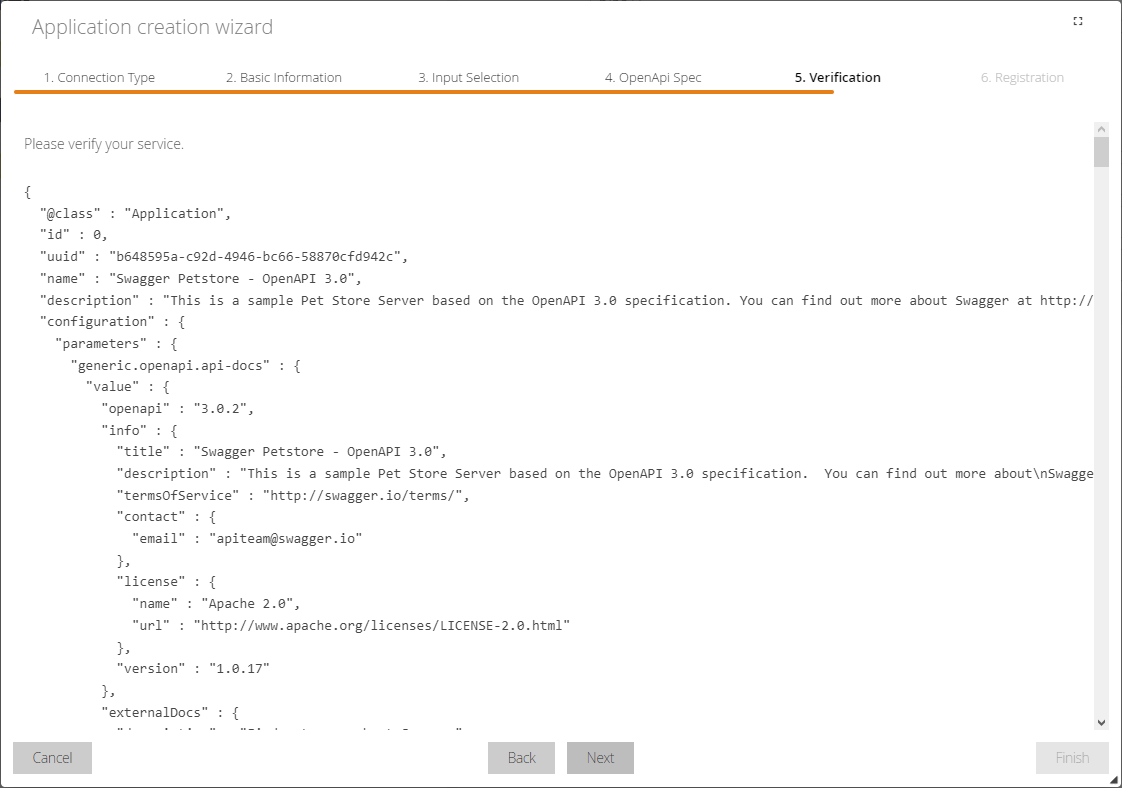 Application creation wizard
1. Connection Type 2. Basic Information 3. Input Selection 4. OpenApi Spec 5. Verification 6. Registration
Please verify your service.
{
  "@class" : "Application",
  "id" : 0,
  "uuid" : "b648595a-c92d-4946-bc66-58870cfd942c",
  "name" : "Swagger Petstore - OpenAPI 3.0",
  "description" : "This is a sample Pet Store Server based on the OpenAPI 3.0 specification. You can find out more about Swagger at http://
  "configuration" : {
    "parameters" : {
      "generic.openapi.api-docs" : {
        "value" : {
          "openapi" : "3.0.2",
          "info" : {
            "title" : "Swagger Petstore - OpenAPI 3.0",
            "description" : "This is a sample Pet Store Server based on the OpenAPI 3.0 specification.  You can find out more about\nSwagge
            "termsOfService" : "http://swagger.io/terms/",
            "contact" : {
              "email" : "apiteam@swagger.io"
            },
            "license" : {
              "name" : "Apache 2.0",
              "url" : "http://www.apache.org/licenses/LICENSE-2.0.html"
            },
            "version" : "1.0.17"
          },
          "externalDocs" : {
Cancel Back Next Finish